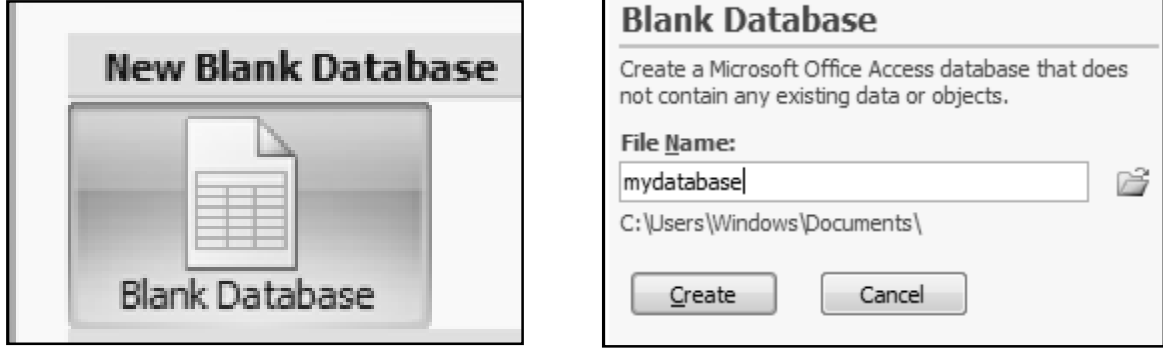 New Blank Database
Blank Database
Blank Database
Create a Microsoft Office Access database that does
not contain any existing data or objects.
File Name:
mydatabase
C:\Users\Windows\Documents\
Create Cancel